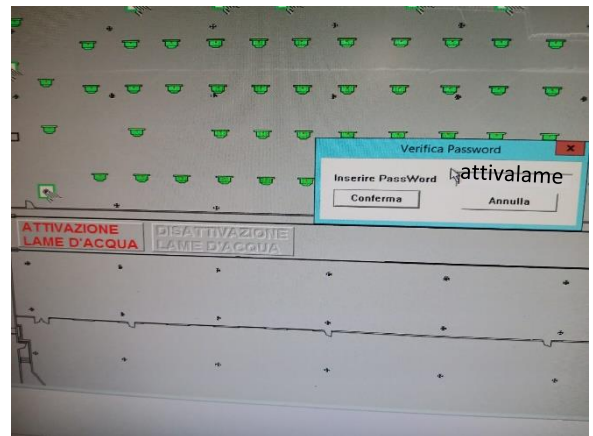 Verifica Password
Inserire PassWord attivalame
Conferma Annulla
ATTIVAZIONE DISATTIVAZIONE
LAME D'ACQUA LAME D'ACQUA